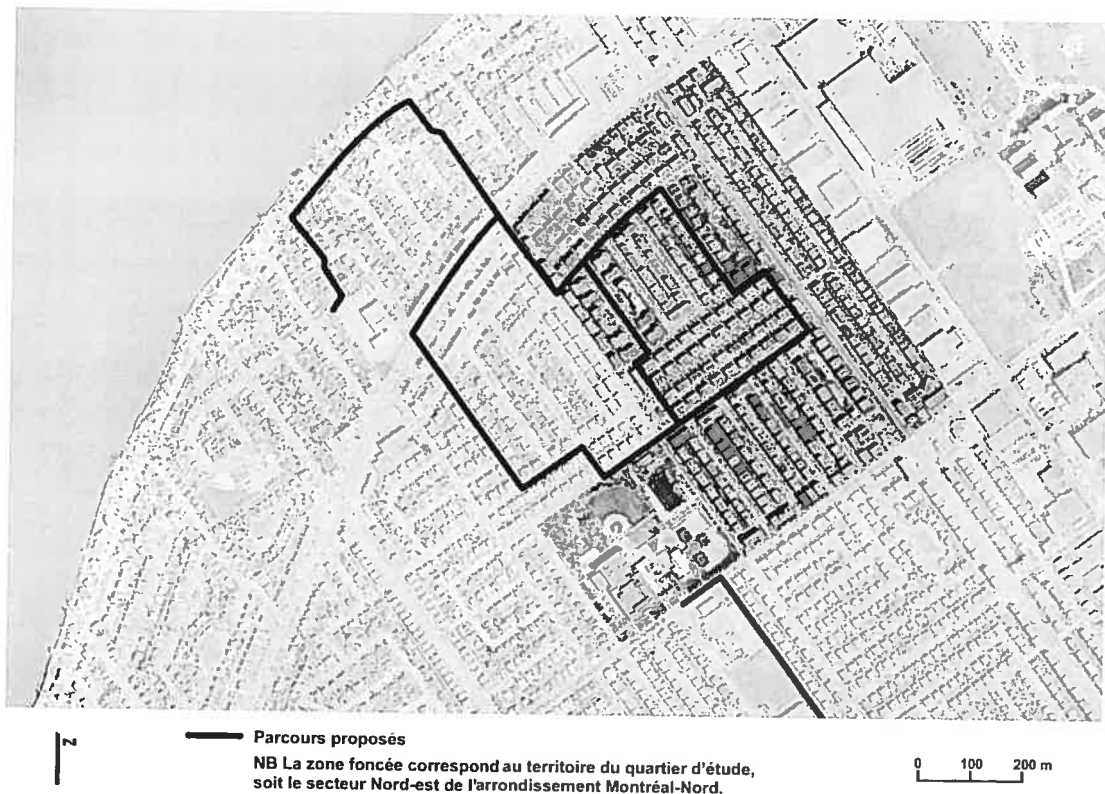 Z
Parcours proposés
NB La zone foncée correspond au territoire du quartier d'étude,
soit le secteur Nord-est de l'arrondissement Montréal-Nord.
0 100 200 m